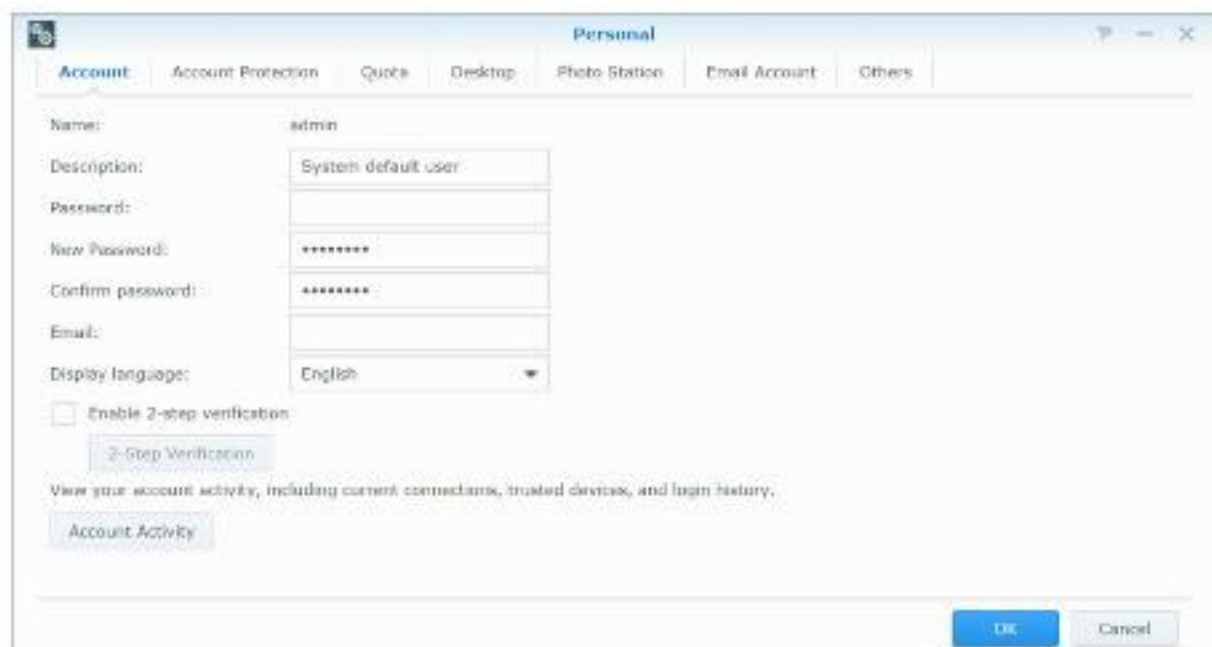 Personal
Account Account Protection Quota Desktop Photo Station Email Account Others
Name: admin
Description: System default user
Password:
New Password: ••••••••
Confirm password: ••••••••
Email:
Display language: English
Enable 2-step verification
2-Step Verification
View your account activity, including current connections, trusted devices, and login history.
Account Activity
OK Cancel